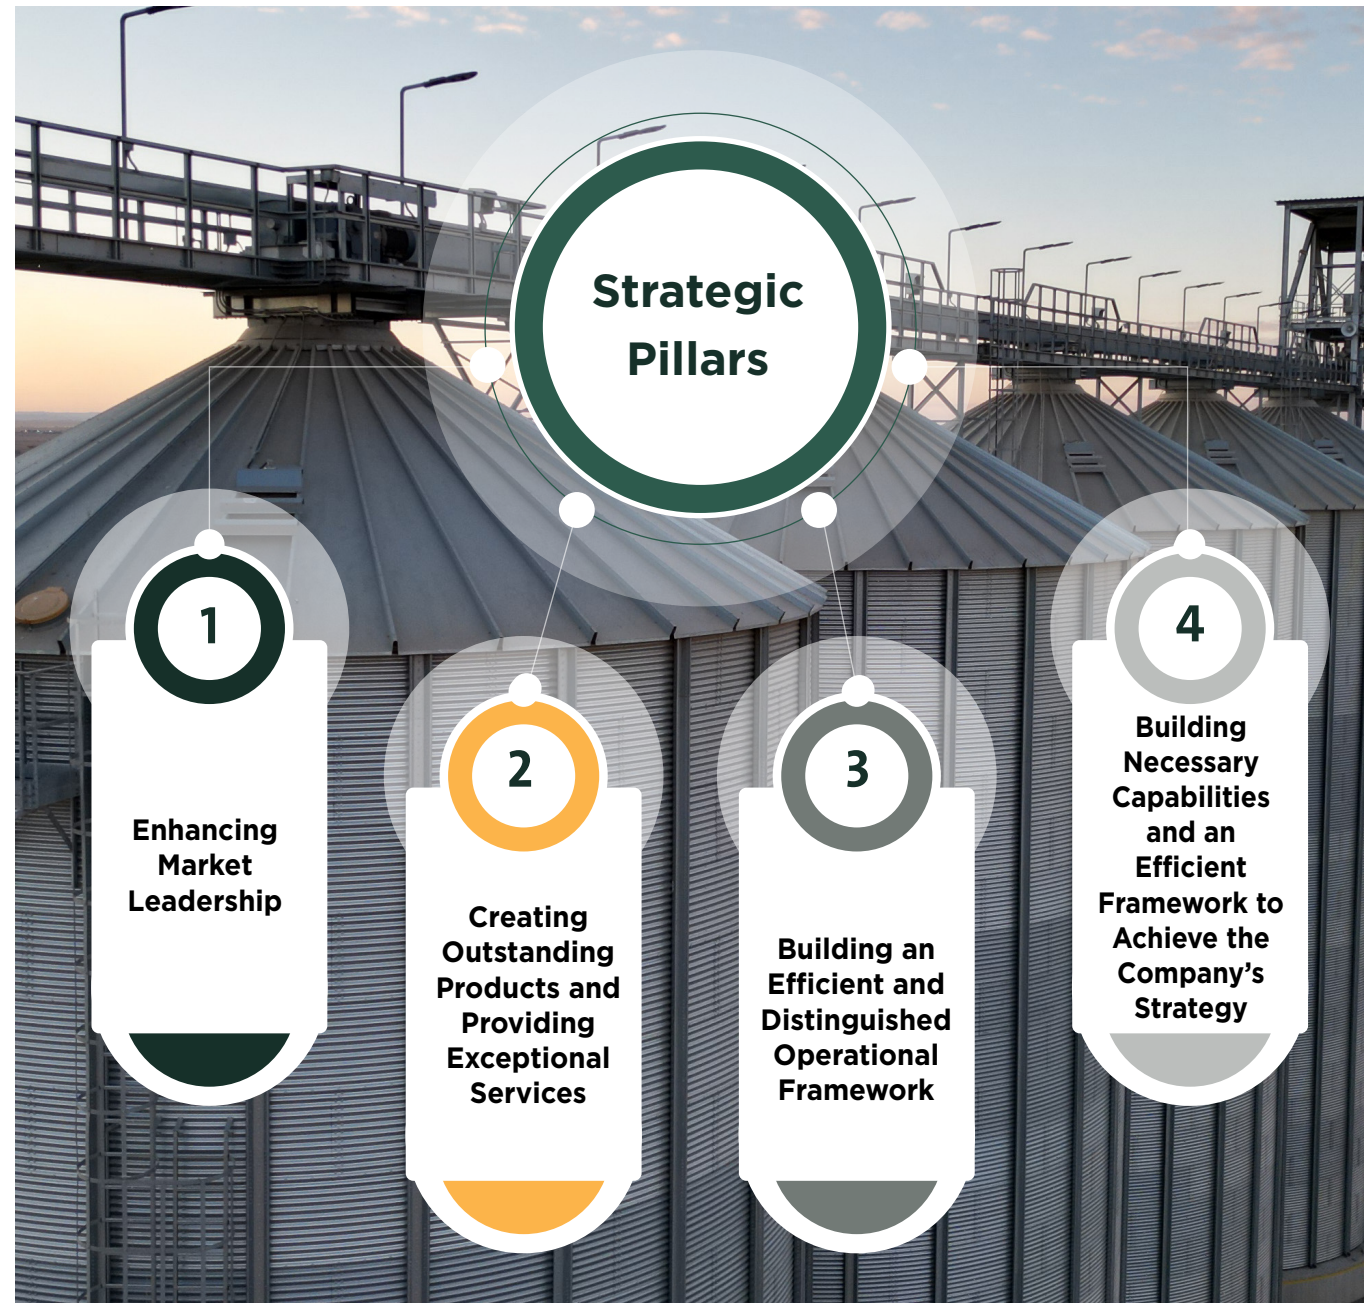 Strategic
Pillars
1
Enhancing
Market
Leadership
2
Creating
Outstanding
Products and
Providing
Exceptional
Services
3
Building an
Efficient and
Distinguished
Operational
Framework
4
Building
Necessary
Capabilities
and an
Efficient
Framework to
Achieve the
Company’s
Strategy